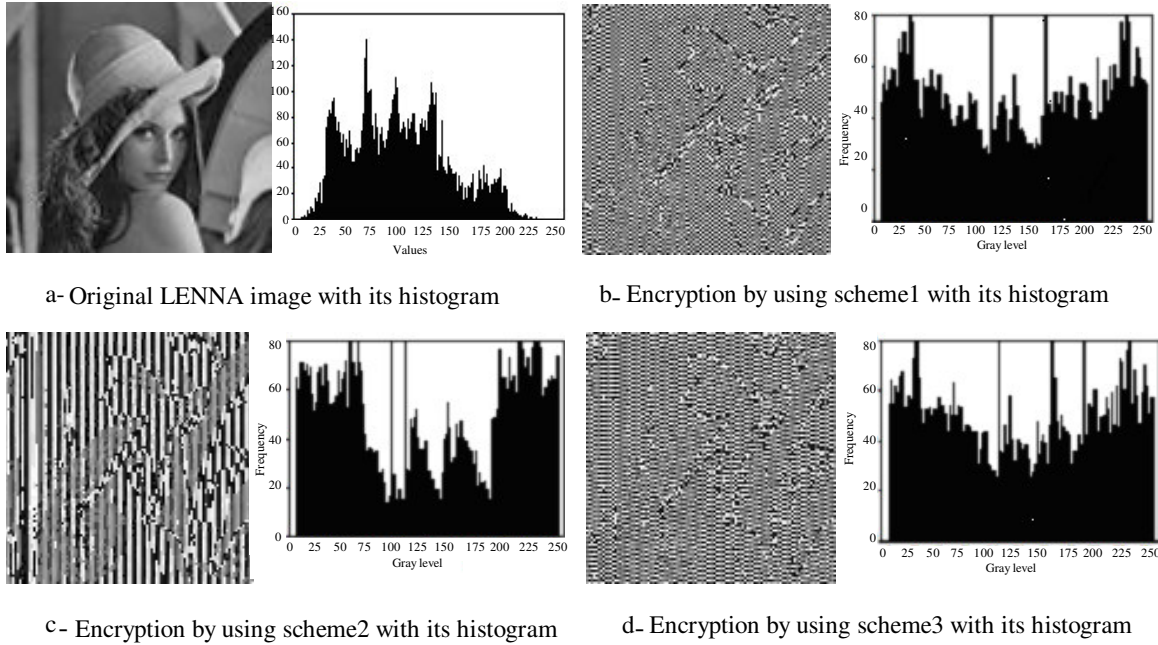 160
140
120
100
80
60
40
20
0
0 25 50 75 100 125 150 175 200 225 250
Values
80
60
40
20
0
Frequency
0 25 50 75 100 125 150 175 200 225 250
Gray level
a- Original LENNA image with its histogram
b- Encryption by using scheme1 with its histogram
80
60
40
20
0
Frequency
0 25 50 75 100 125 150 175 200 225 250
Gray level
80
60
40
20
0
Frequency
0 25 50 75 100 125 150 175 200 225 250
Gray level
c- Encryption by using scheme2 with its histogram
d- Encryption by using scheme3 with its histogram